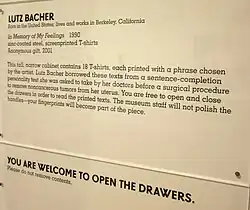 LUTZ BACHER
Born in the United States; lives and works in Berkeley, California
In Memory of My Feelings 1990
zinc-coated steel, screenprinted T-shirts
Anonymous gift, 2001
This tall, narrow cabinet contains 18 T-shirts, each printed with a phrase chosen
by the artist. Lutz Bacher borrowed these texts from a sentence-completion
personality test she was asked to take by her doctors before a surgical procedure
to remove noncancerous tumors from her uterus. You are free to open and close
the drawers in order to read the printed texts. The museum staff will not polish the
handles—your fingerprints will become part of the piece.
YOU ARE WELCOME TO OPEN THE DRAWERS.
Please do not remove contents.